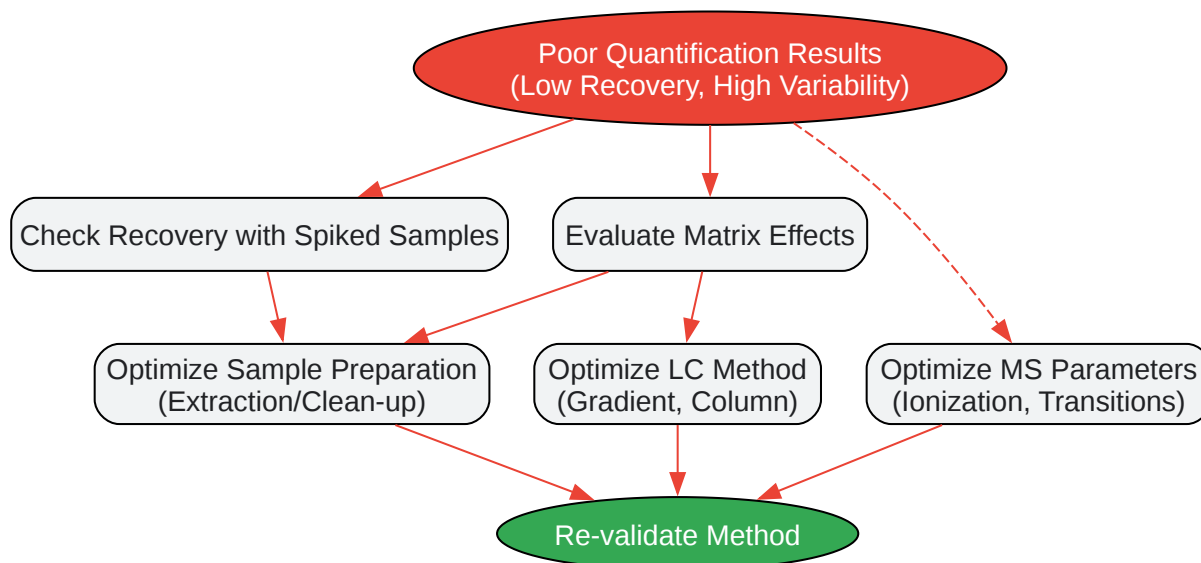 Poor Quantification Results
(Low Recovery, High Variability)
Check Recovery with Spiked Samples
Evaluate Matrix Effects
Optimize Sample Preparation
(Extraction/Clean-up)
Optimize LC Method
(Gradient, Column)
Optimize MS Parameters
(Ionization, Transitions)
Re-validate Method